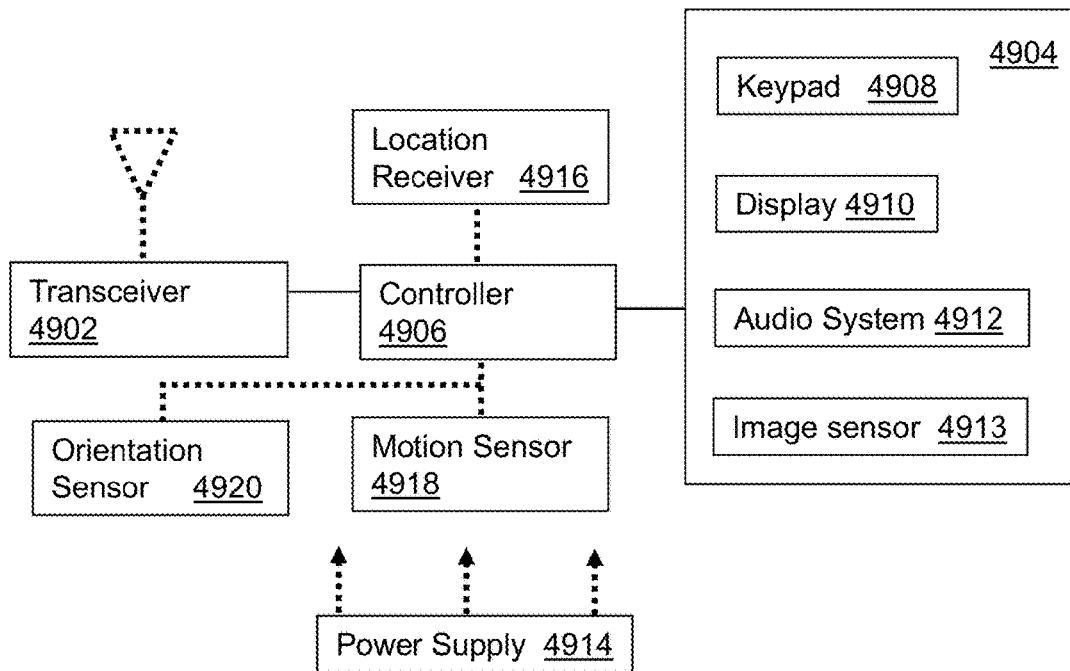 4904
Keypad 4908
Location
Receiver 4916
Display 4910
Transceiver
4902
Controller
4906
Audio System 4912
Image sensor 4913
Orientation
Sensor 4920
Motion Sensor
4918
Power Supply 4914